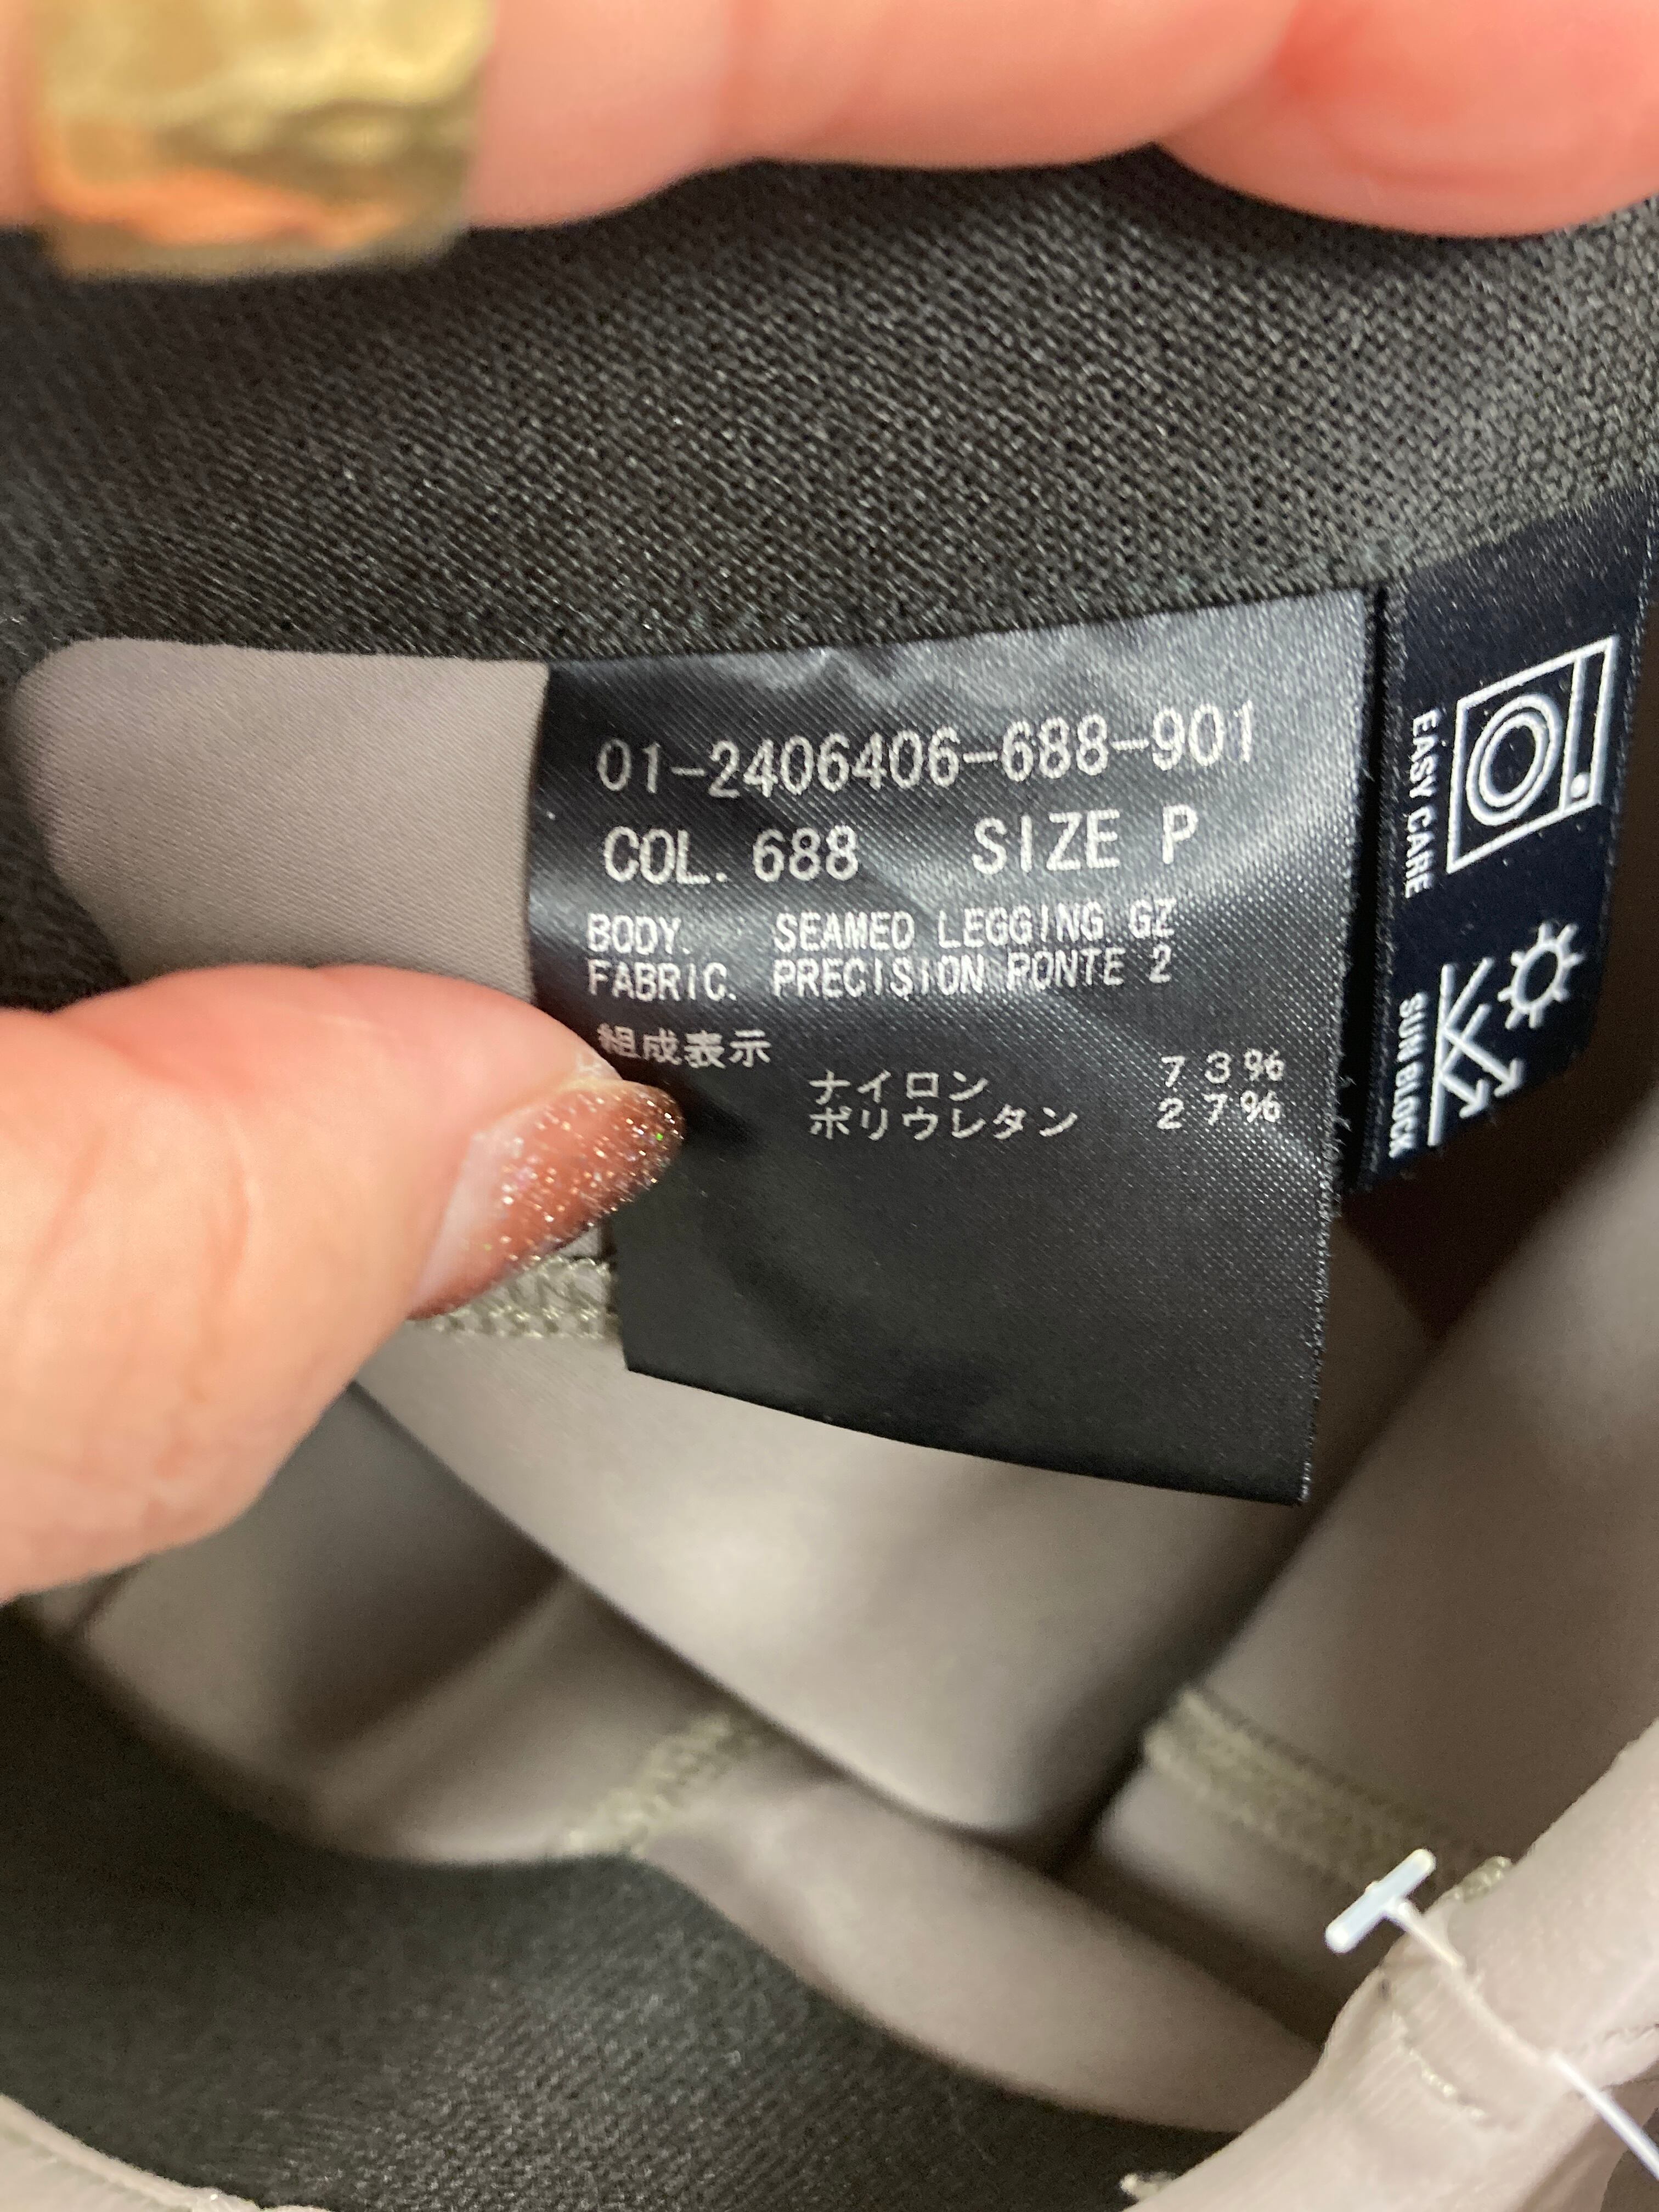 01-2406406-688-901
COL. 688 SIZE P
BODY. SEAMED LEGGING GZ
FABRIC. PRECISION PONTE 2
組成表示
ナイロン 73%
ポリウレタン 27%
EASY CARE
SUN BLOCK